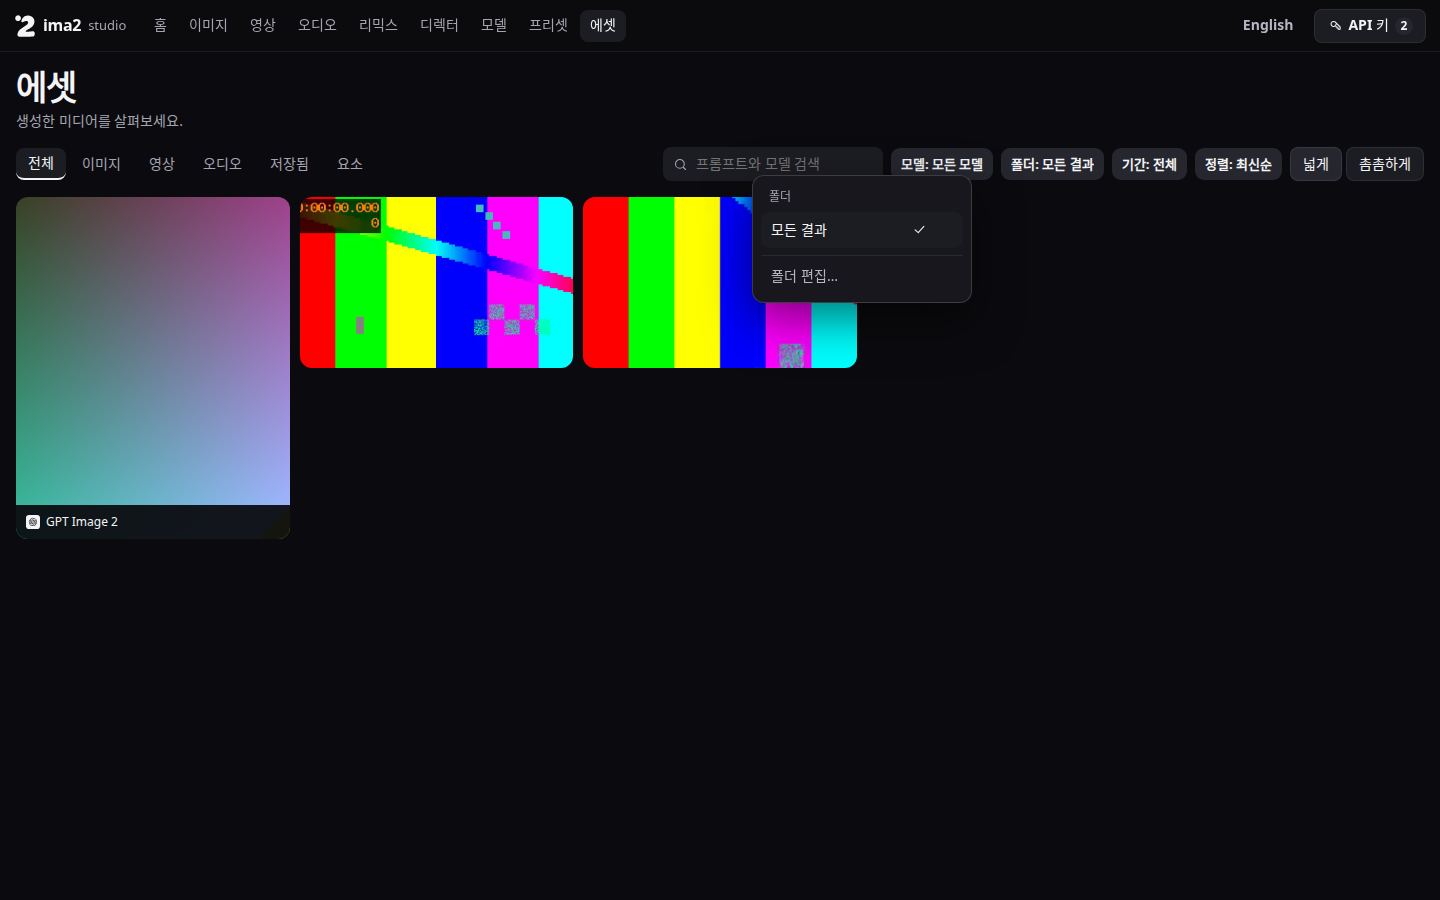 ima2 studio 홈 이미지 영상 오디오 리믹스 디렉터 모델 프리셋 에셋 English API 키 2
에셋
생성한 미디어를 살펴보세요.
전체 이미지 영상 오디오 저장됨 요소 프롬프트와 모델 검색 모델: 모든 모델 폴더: 모든 결과 기간: 전체 정렬: 최신순 넓게 촘촘하게
폴더
모든 결과
폴더 편집...
:00:00.000
0
GPT Image 2